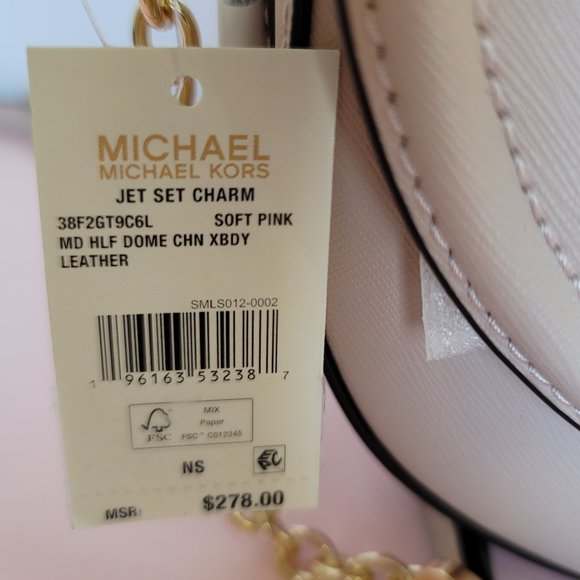 MICHAEL
MICHAEL KORS
JET SET CHARM
38F2GT9C6L SOFT PINK
MD HLF DOME CHN XBDY
LEATHER
SMLS012-0002
1 96163 53238 7
MIX
Paper
FSC
FSC™ C012345
NS
MSR $278.00